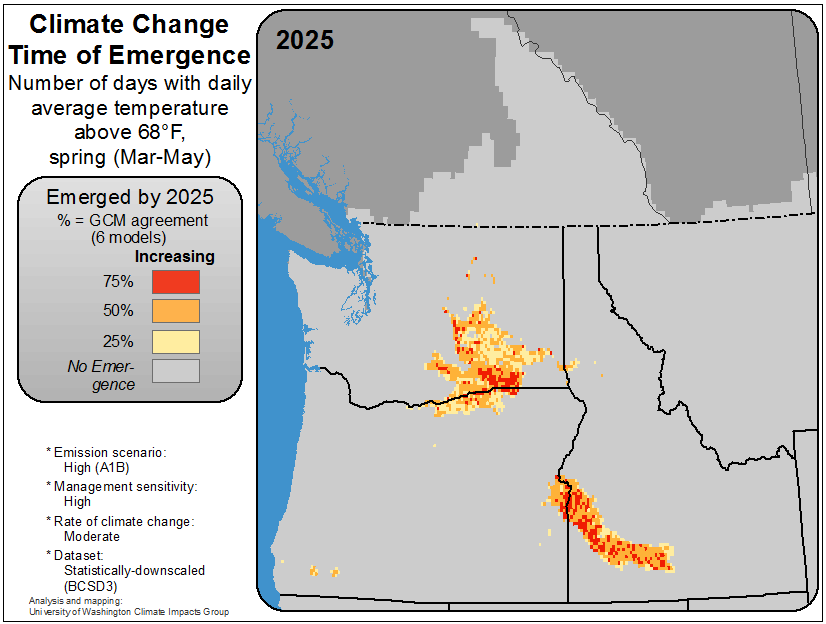 Climate Change
Time of Emergence
Number of days with daily
average temperature
above 68°F,
spring (Mar-May)
Emerged by 2025
% = GCM agreement
(6 models)
Increasing
75%
50%
25%
No Emer-
gence
* Emission scenario:
High (A1B)
* Management sensitivity:
High
* Rate of climate change:
Moderate
* Dataset:
Statistically-downscaled
(BCSD3)
Analysis and mapping:
University of Washington Climate Impacts Group
2025